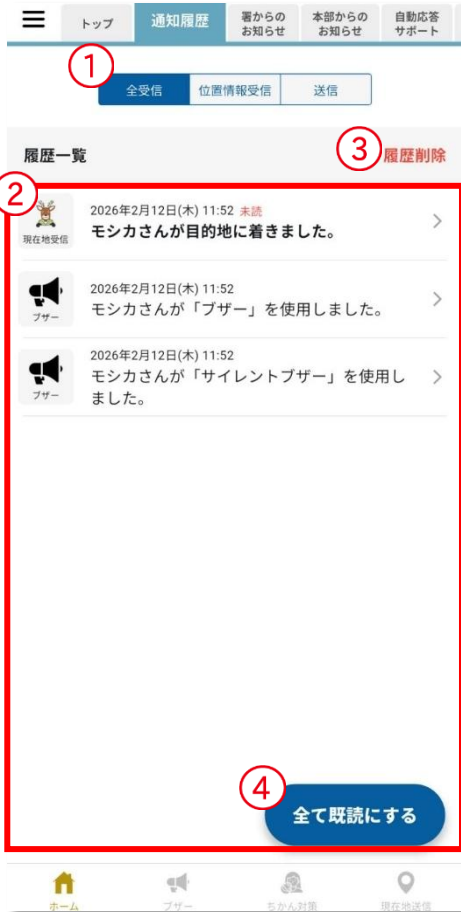 トップ
通知履歴
署からの
お知らせ
本部からの
お知らせ
自動応答
サポート
①
全受信
位置情報受信
送信
履歴一覧
③
履歴削除
②
現在地受信
2026年2月12日(木) 11:52 未読
モシカさんが目的地に着きました。
ブザー
2026年2月12日(木) 11:52
モシカさんが「ブザー」を使用しました。
ブザー
2026年2月12日(木) 11:52
モシカさんが「サイレントブザー」を使用し
ました。
④
全て既読にする
ホーム
ブザー
ちかん対策
現在地送信